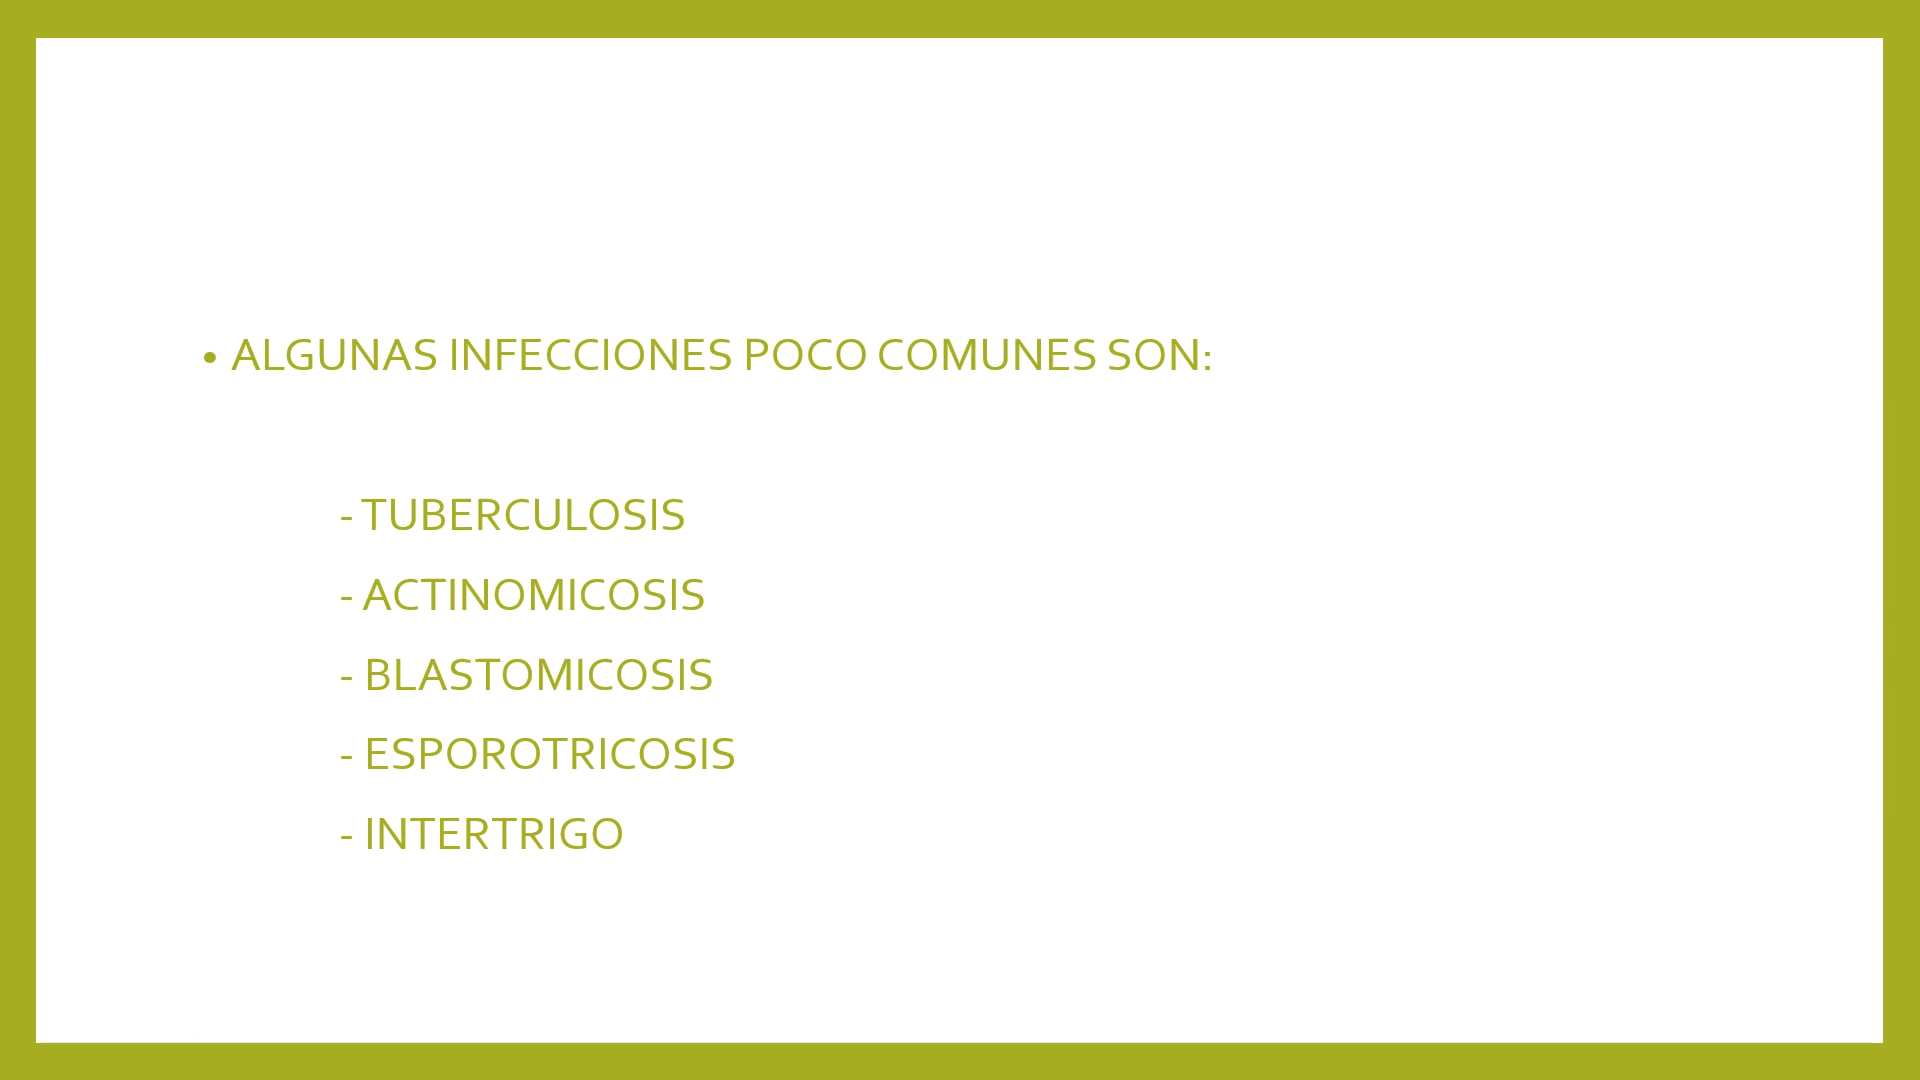 • ALGUNAS INFECCIONES POCO COMUNES SON:
- TUBERCULOSIS
- ACTINOMICOSIS
- BLASTOMICOSIS
- ESPOROTRICOSIS
- INTERTRIGO